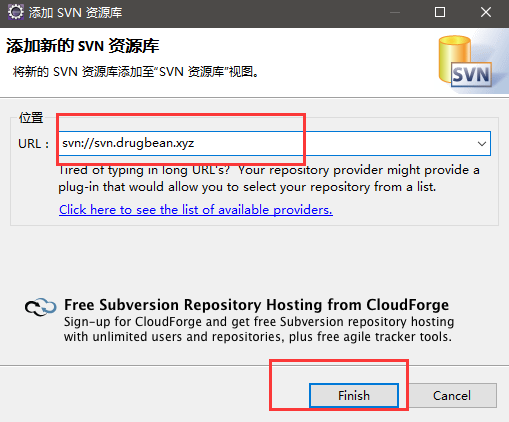 添加 SVN 资源库
添加新的 SVN 资源库
将新的 SVN 资源库添加至“SVN 资源库”视图。
SVN
位置
URL： svn://svn.drugbean.xyz
Tired of typing in long URL's? Your repository provider might provide a
plug-in that would allow you to select your repository from a list.
Click here to see the list of available providers.
Free Subversion Repository Hosting from CloudForge
Sign-up for CloudForge and get free Subversion repository hosting
with unlimited users and repositories, plus free agile tracker tools.
Finish Cancel